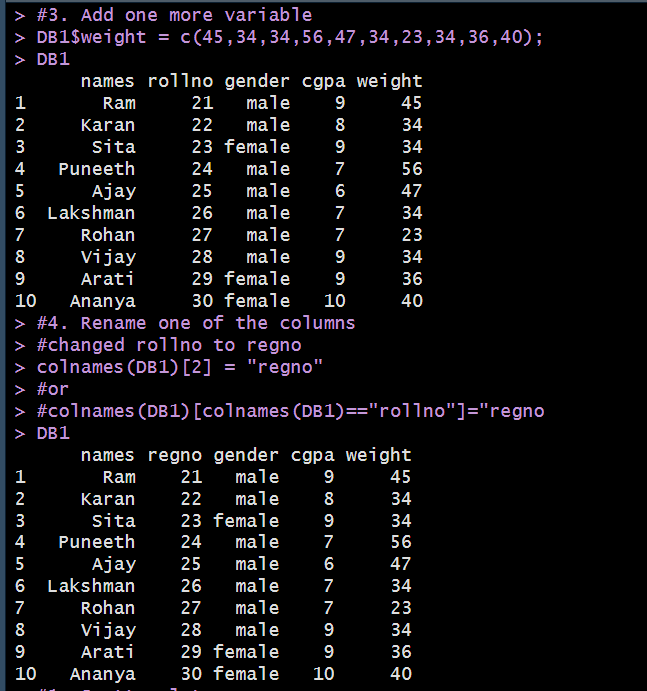 > #3. Add one more variable
> DB1$weight = c(45,34,34,56,47,34,23,34,36,40);
> DB1
      names rollno gender cgpa weight
1       Ram     21   male    9     45
2     Karan     22   male    8     34
3      Sita     23 female    9     34
4   Puneeth     24   male    7     56
5      Ajay     25   male    6     47
6  Lakshman     26   male    7     34
7     Rohan     27   male    7     23
8     Vijay     28   male    9     34
9     Arati     29 female    9     36
10   Ananya     30 female   10     40
> #4. Rename one of the columns
> #changed rollno to regno
> colnames(DB1)[2] = "regno"
> #or
> #colnames(DB1)[colnames(DB1)=="rollno"]="regno
> DB1
      names regno gender cgpa weight
1       Ram    21   male    9     45
2     Karan    22   male    8     34
3      Sita    23 female    9     34
4   Puneeth    24   male    7     56
5      Ajay    25   male    6     47
6  Lakshman    26   male    7     34
7     Rohan    27   male    7     23
8     Vijay    28   male    9     34
9     Arati    29 female    9     36
10   Ananya    30 female   10     40